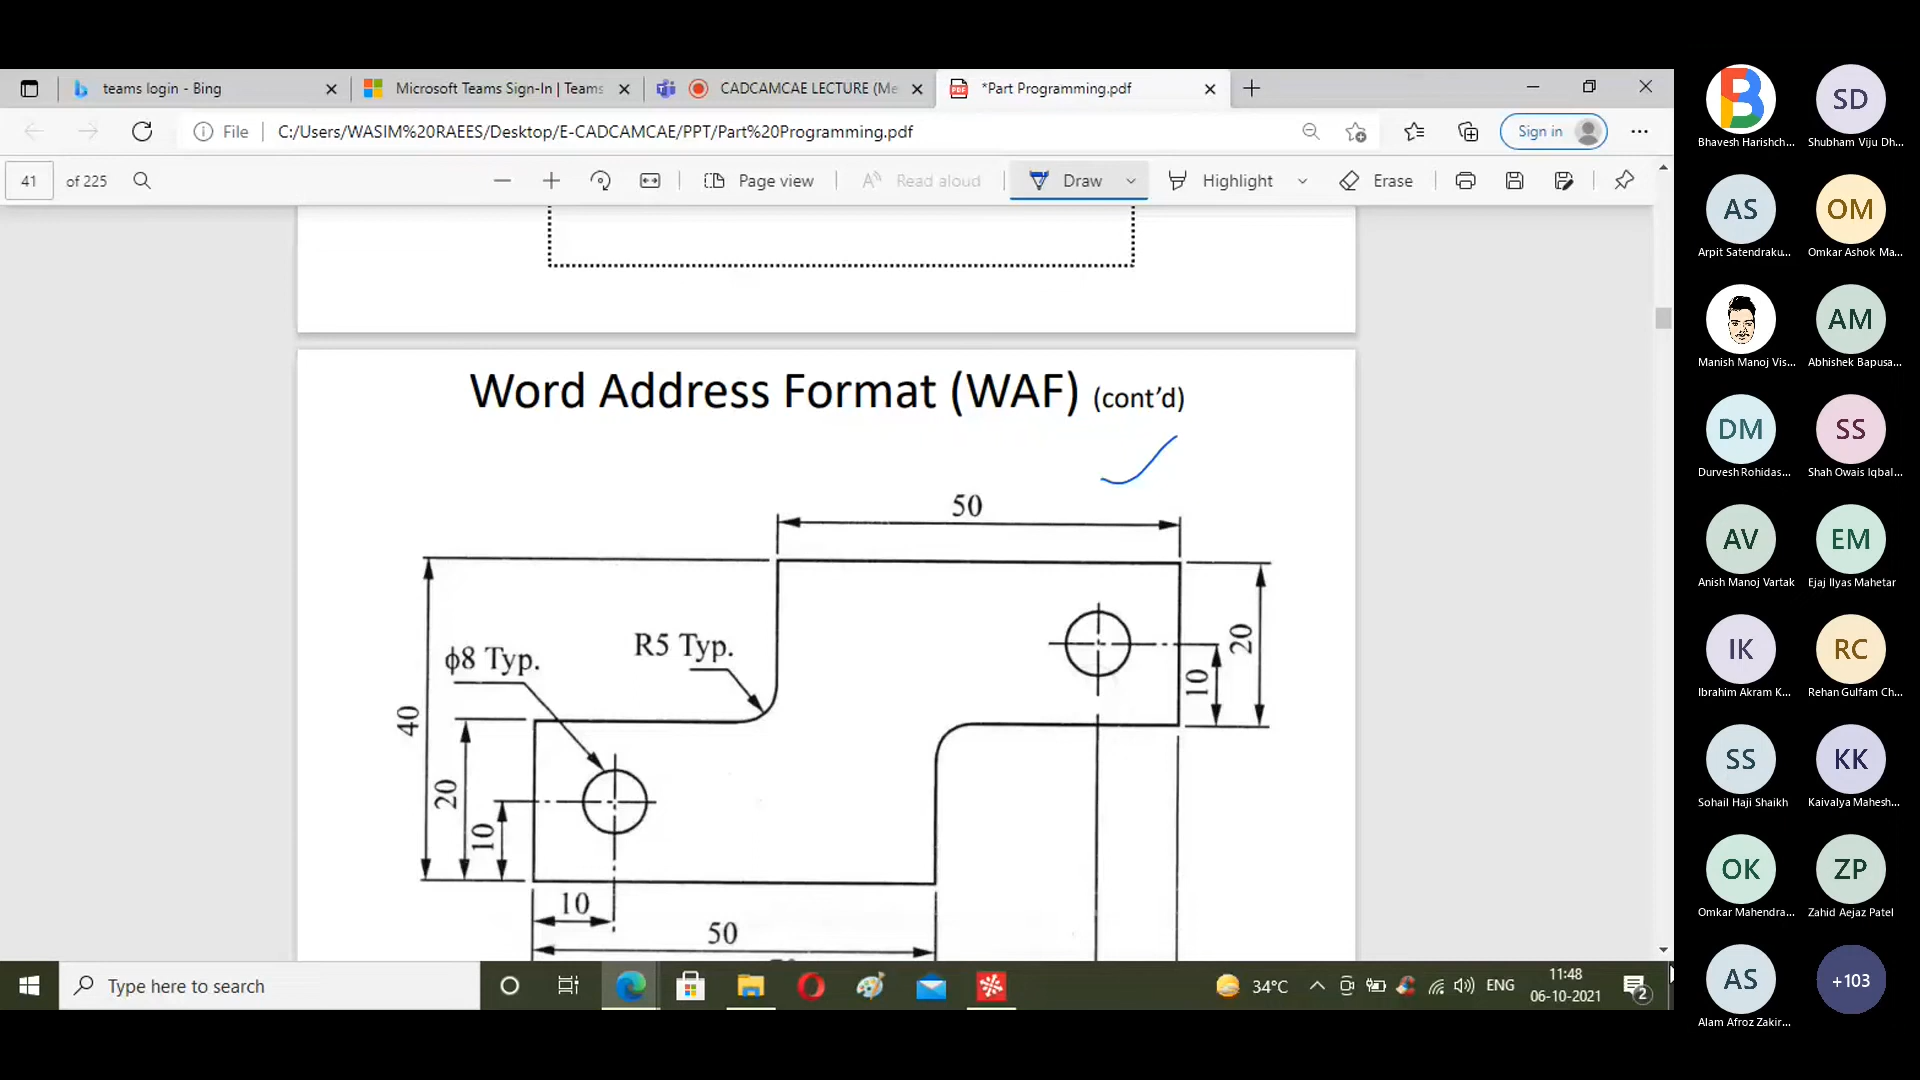 teams login - Bing
Microsoft Teams Sign-In | Teams
CADCAMCAE LECTURE (Me
*Part Programming.pdf
File
C:/Users/WASIM%20RAEES/Desktop/E-CADCAMCAE/PPT/Part%20Programming.pdf
Sign in
41 of 225
Page view
Read aloud
Draw
Highlight
Erase
Word Address Format (WAF) (cont’d)
50
R5 Typ.
ϕ8 Typ.
20
10
40
20
10
10
50
Type here to search
34°C
ENG
11:48
06-10-2021
2
Bhavesh Harishch...
SD
Shubham Viju Dh...
AS
Arpit Satendraku...
OM
Omkar Ashok Ma...
Manish Manoj Vis...
AM
Abhishek Bapusa...
DM
Durvesh Rohidas...
SS
Shah Owais Iqbal...
AV
Anish Manoj Vartak
EM
Ejaj Ilyas Mahetar
IK
Ibrahim Akram K...
RC
Rehan Gulfam Ch...
SS
Sohail Haji Shaikh
KK
Kaivalya Mahesh...
OK
Omkar Mahendra...
ZP
Zahid Aejaz Patel
AS
Alam Afroz Zakir...
+103